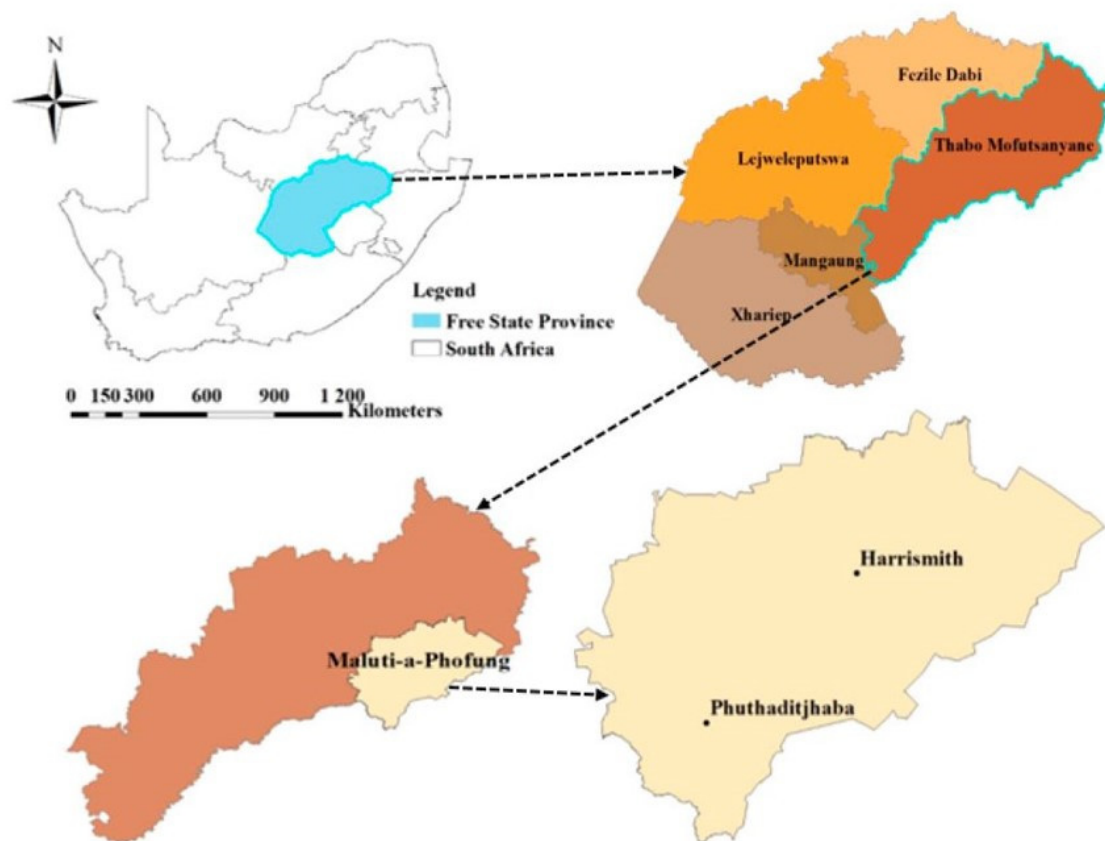 N
Legend
Free State Province
South Africa
0 150 300 600 900 1 200
Kilometers
Fezile Dabi
Thabo Mofutsanyane
Lejweleputswa
Mangaung
Xhariep
Maluti-a-Phofung
Harrismith
Phuthaditjhaba